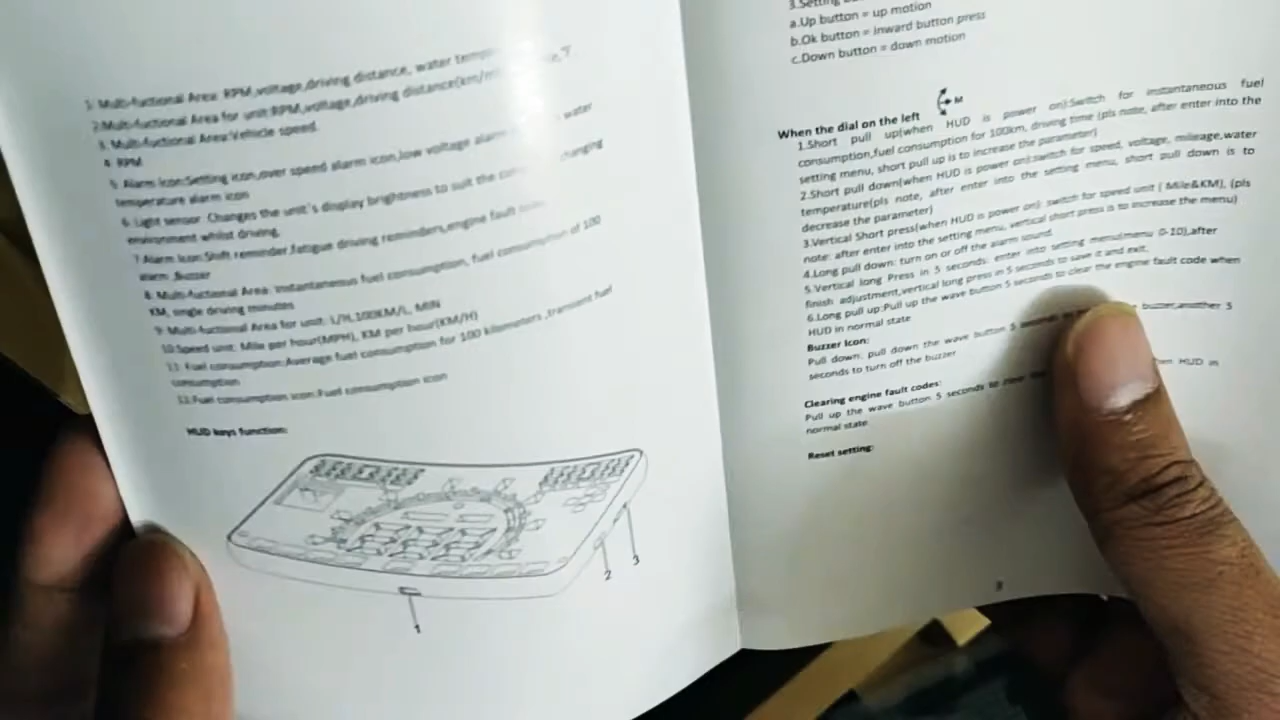 1. Multi-fuctional Area: RPM,voltage,driving distance, water
2.Multi-fuctional Area for unit:RPM,voltage,driving distance(km/
3. Multi-fuctional Area:Vehicle speed.
4. RPM
5. Alarm icon:Setting icon,over speed alarm icon,low voltage alarm water
temperature alarm icon
6. Light sensor: Changes the unit's display brightness to suit the changing
environment whilst driving.
7.Alarm Icon:Shift reminder,fatigue driving reminders,engine fault
alarm ,Buzzer
8. Multi-fuctional Area: Instantaneous fuel consumption, fuel consumption of 100
KM, single driving minutes
9: Multi-fuctional Area for unit: L/H,100KM/L, MIN
10.Speed unit: Mile per hour(MPH), KM per hour(KM/H)
11. Fuel consumption:Average fuel consumption for 100 kilometers ,transient fuel
consumption
12.Fuel consumption icon:Fuel consumption icon
HUD keys function:
1
2
3
3.Setting
a.Up button = up motion
b.Ok button = Inward button press
c.Down button = down motion
When the dial on the left M
1.Short pull up(when HUD is power on):Switch for instantaneous fuel
consumption,fuel consumption for 100km, driving time (pls note, after enter into the
setting menu, short pull up is to increase the parameter)
2.Short pull down(when HUD is power on):switch for speed, voltage, mileage,water
temperature(pls note, after enter into the setting menu, short pull down is to
decrease the parameter)
3.Vertical Short press(when HUD is power on): switch for speed unit ( Mile&KM), (pls
note: after enter into the setting menu, vertical short press is to increase the menu)
4.Long pull down: turn on or off the alarm sound.
5.Vertical long Press in 5 seconds: enter into setting menu(menu 0-10),after
finish adjustment,vertical long press in 5 seconds to save it and exit.
6.Long pull up:Pull up the wave button 5 seconds to clear the engine fault code when
HUD in normal state
Buzzer Icon:
Pull down: pull down the wave button 5 seconds buzzer,another 5
seconds to turn off the buzzer
Clearing engine fault codes:
Pull up the wave button 5 seconds to HUD in
normal state
Reset setting: